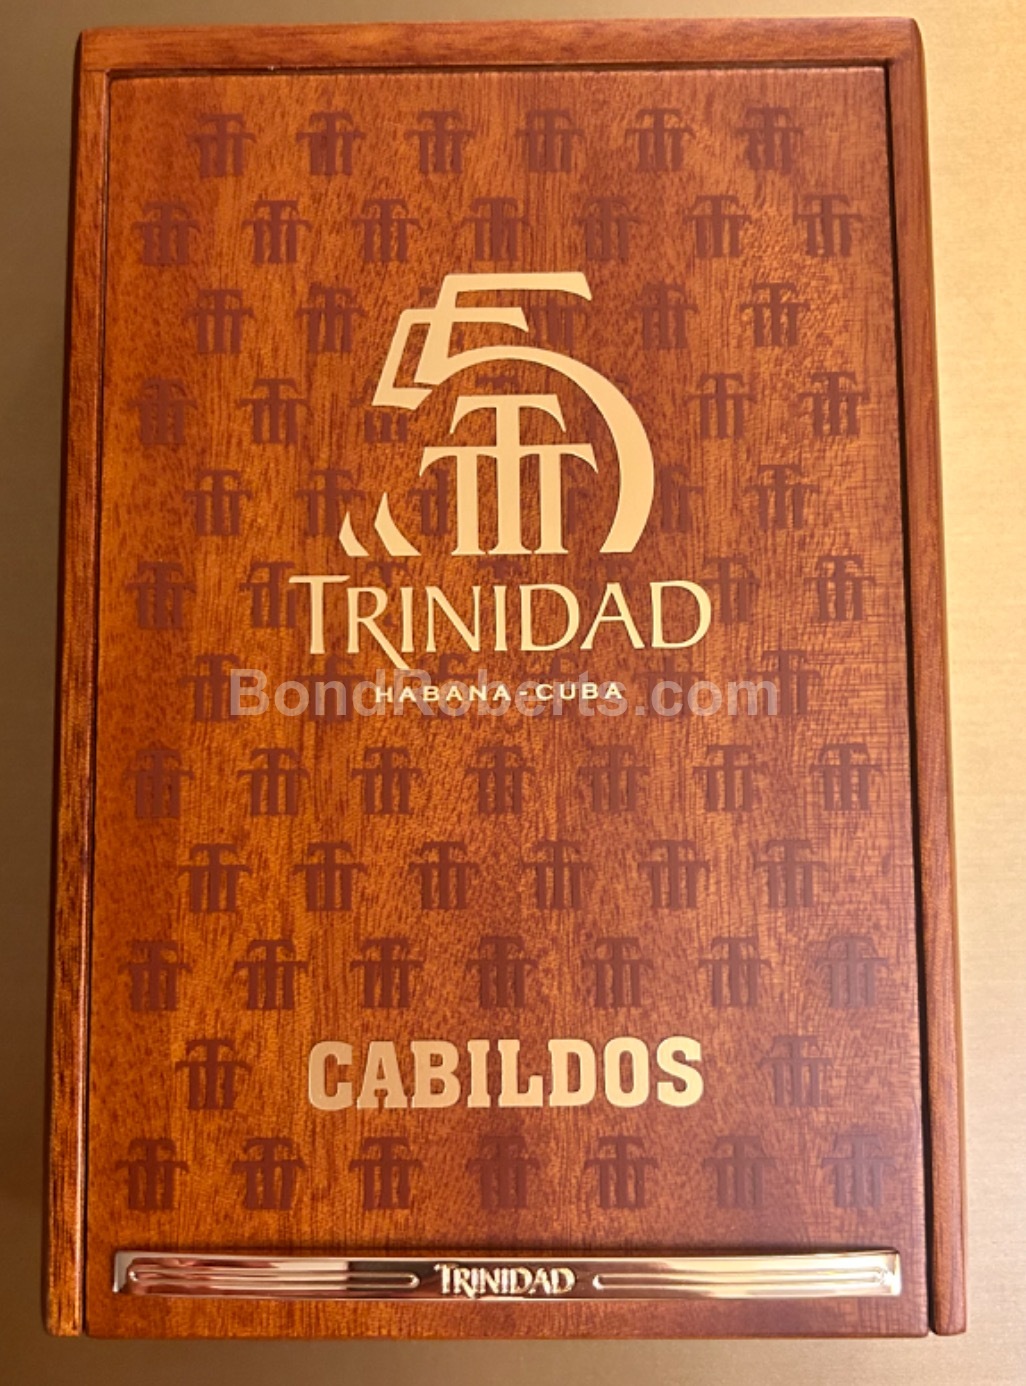 TRINIDAD
HABANA-CUBA
BondRoberts.com
CABILDOS
TRINIDAD